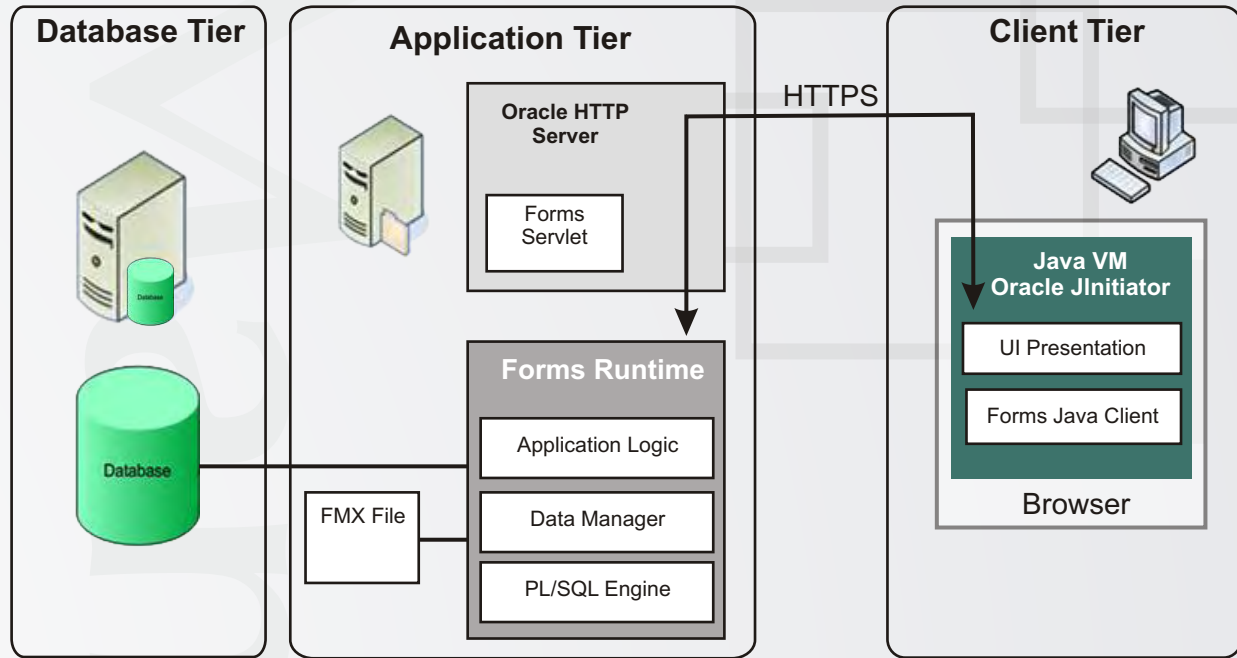 Database Tier
Database
Database
Application Tier
Oracle HTTP
Server
Forms
Servlet
Forms Runtime
Application Logic
Data Manager
PL/SQL Engine
FMX File
HTTPS
Client Tier
Java VM
Oracle JInitiator
UI Presentation
Forms Java Client
Browser